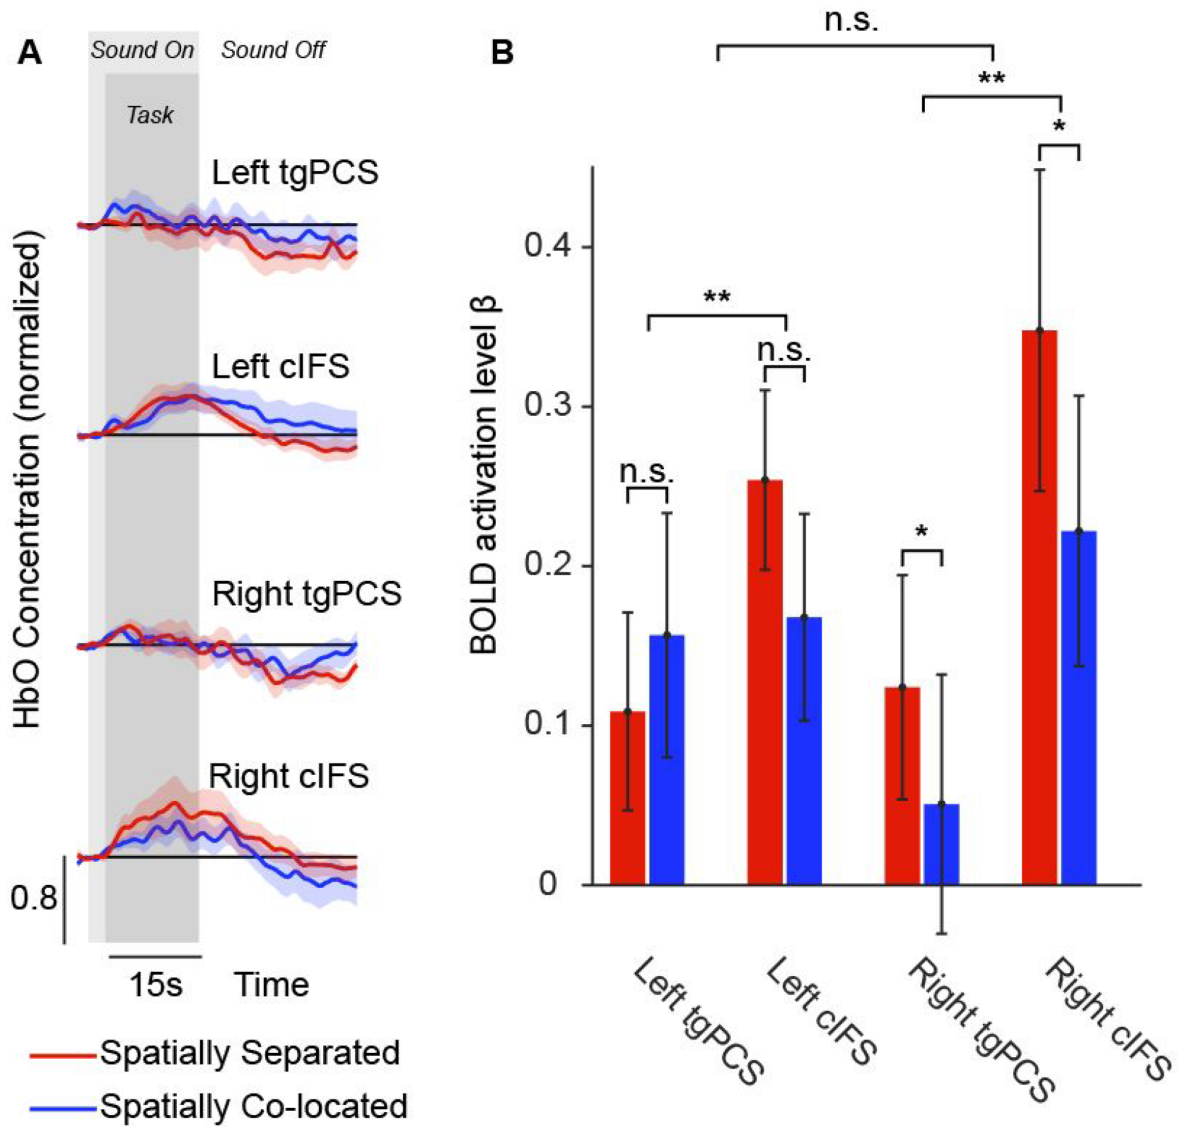 A
Sound On
Sound Off
Task
Left tgPCS
Left cIFS
Right tgPCS
Right cIFS
HbO Concentration (normalized)
0.8
15s
Time
Spatially Separated
Spatially Co-located
B
n.s.
**
*
**
n.s.
n.s.
*
BOLD activation level β
0.4
0.3
0.2
0.1
0
Left tgPCS
Left cIFS
Right tgPCS
Right cIFS